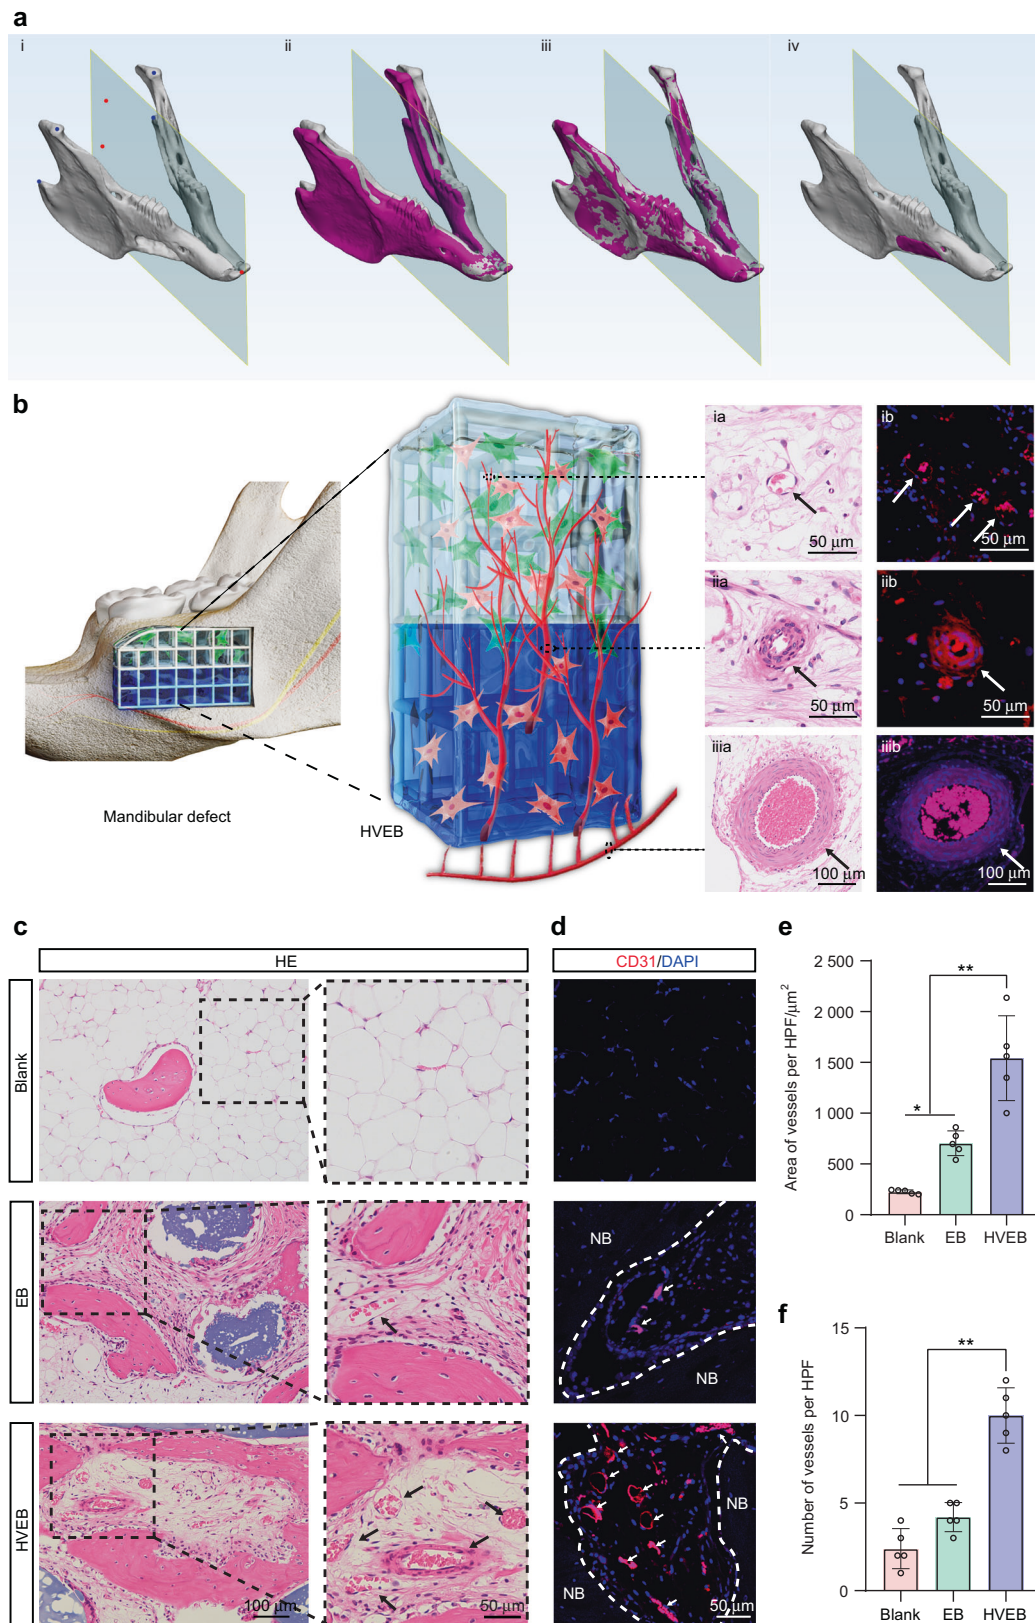 a
i
ii
iii
iv
b
Mandibular defect
HVEB
ia
50 μm
ib
50 μm
iia
50 μm
iib
50 μm
iiia
100 μm
iiib
100 μm
c
HE
Blank
EB
HVEB
100 μm
50 μm
d
CD31/DAPI
NB
NB
NB
NB
50 μm
e
Area of vessels per HPF/μm²
2 500
2 000
1 500
1 000
500
0
*
**
Blank EB HVEB
f
Number of vessels per HPF
15
10
5
0
**
Blank EB HVEB